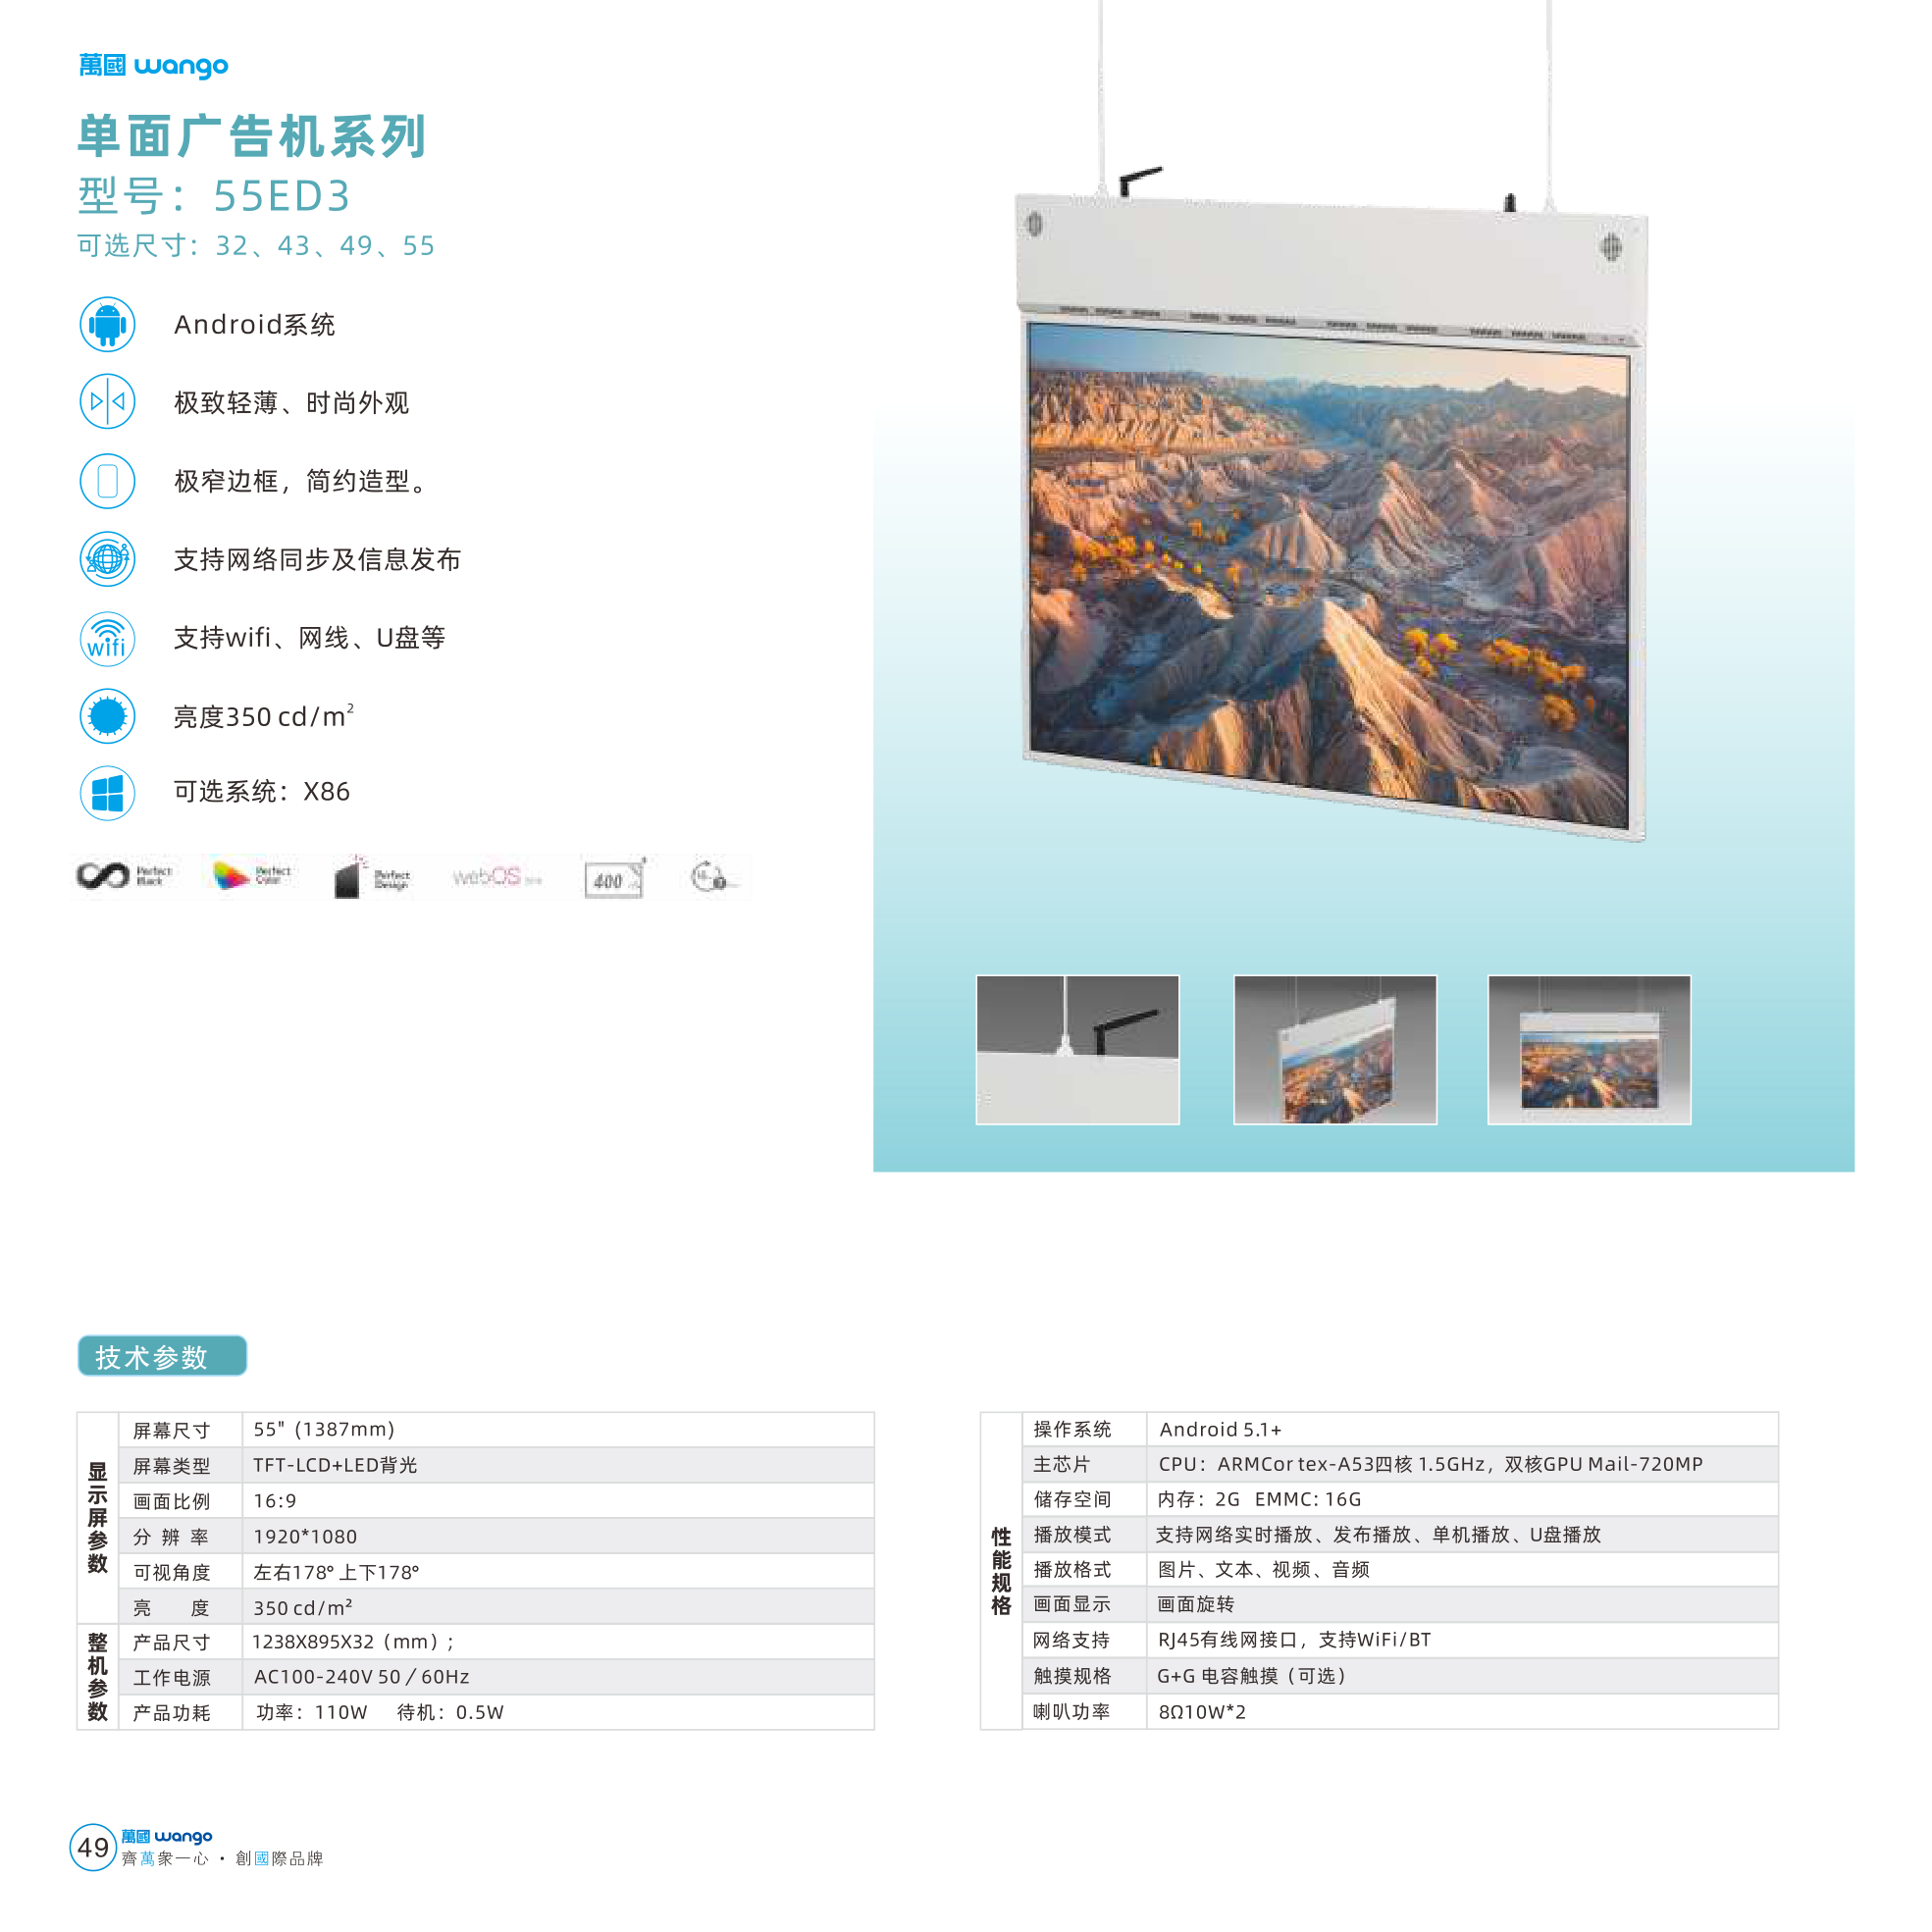 萬國 wango
单面广告机系列
型号：55ED3
可选尺寸：32、43、49、55
Android系统
极致轻薄、时尚外观
极窄边框，简约造型。
支持网络同步及信息发布
wifi
支持wifi、网线、U盘等
亮度350 cd/m²
可选系统：X86
Perfect Black
Perfect Color
Perfect Design
webOS
400
技术参数
显示屏参数
屏幕尺寸 55" (1387mm)
屏幕类型 TFT-LCD+LED背光
画面比例 16:9
分 辨 率 1920*1080
可视角度 左右178° 上下178°
亮 度 350 cd/m²
整机参数
产品尺寸 1238X895X32（mm）;
工作电源 AC100-240V 50／60Hz
产品功耗 功率：110W 待机：0.5W
性能规格
操作系统 Android 5.1+
主芯片 CPU：ARMCor tex-A53四核 1.5GHz，双核GPU Mail-720MP
储存空间 内存：2G EMMC: 16G
播放模式 支持网络实时播放、发布播放、单机播放、U盘播放
播放格式 图片、文本、视频、音频
画面显示 画面旋转
网络支持 RJ45有线网接口，支持WiFi/BT
触摸规格 G+G 电容触摸（可选）
喇叭功率 8Ω10W*2
49
萬國 wango
齊萬衆一心 · 創國際品牌